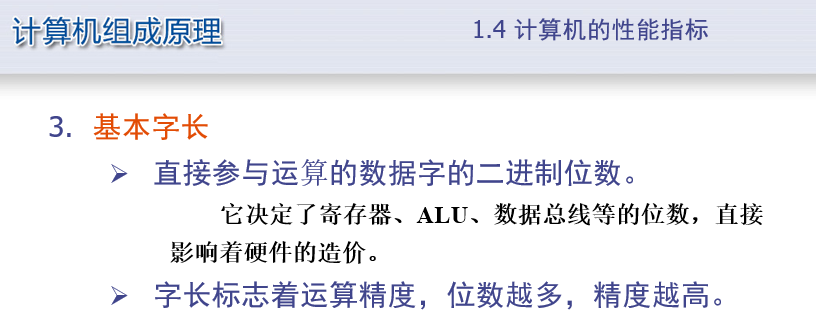 计算机组成原理
1.4 计算机的性能指标
3. 基本字长
➢ 直接参与运算的数据字的二进制位数。
它决定了寄存器、ALU、数据总线等的位数，直接
影响着硬件的造价。
➢ 字长标志着运算精度，位数越多，精度越高。